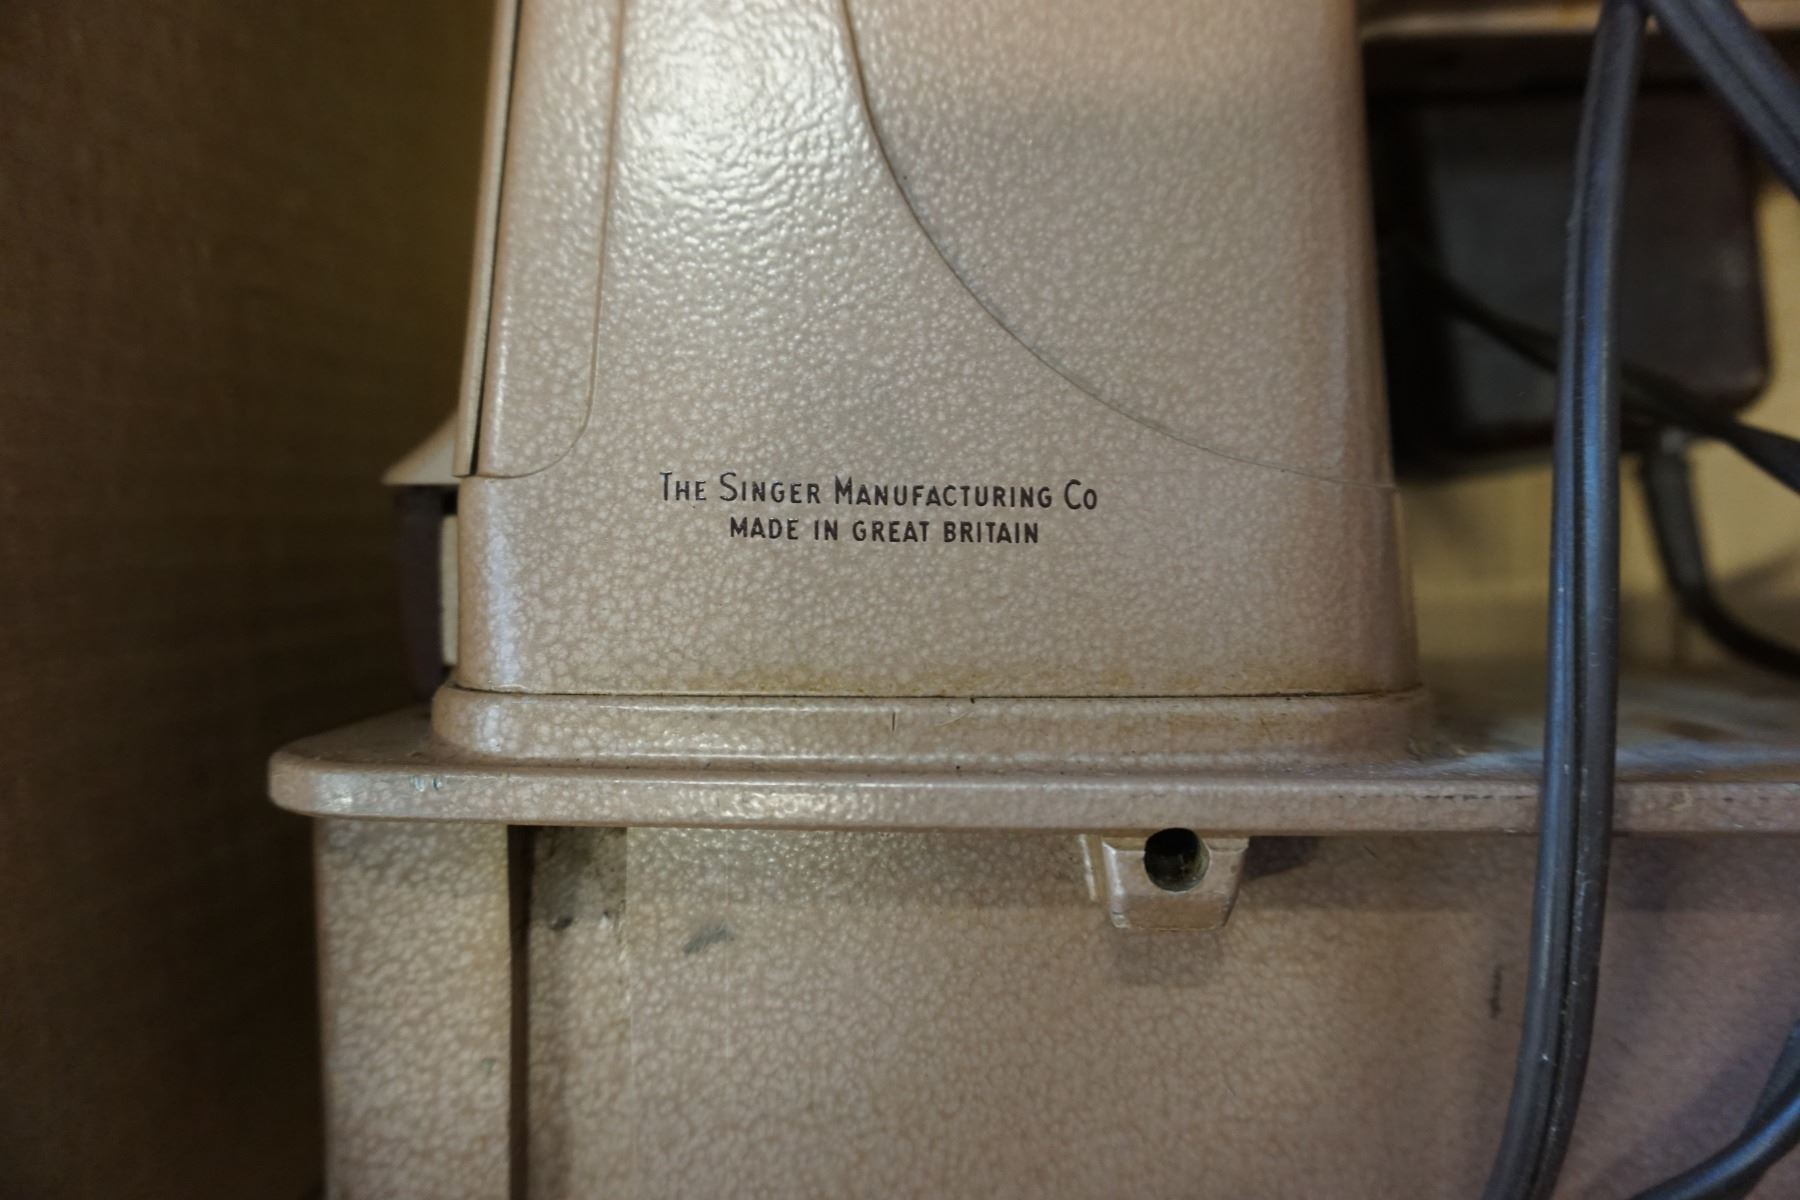 The Singer Manufacturing Co
MADE IN GREAT BRITAIN